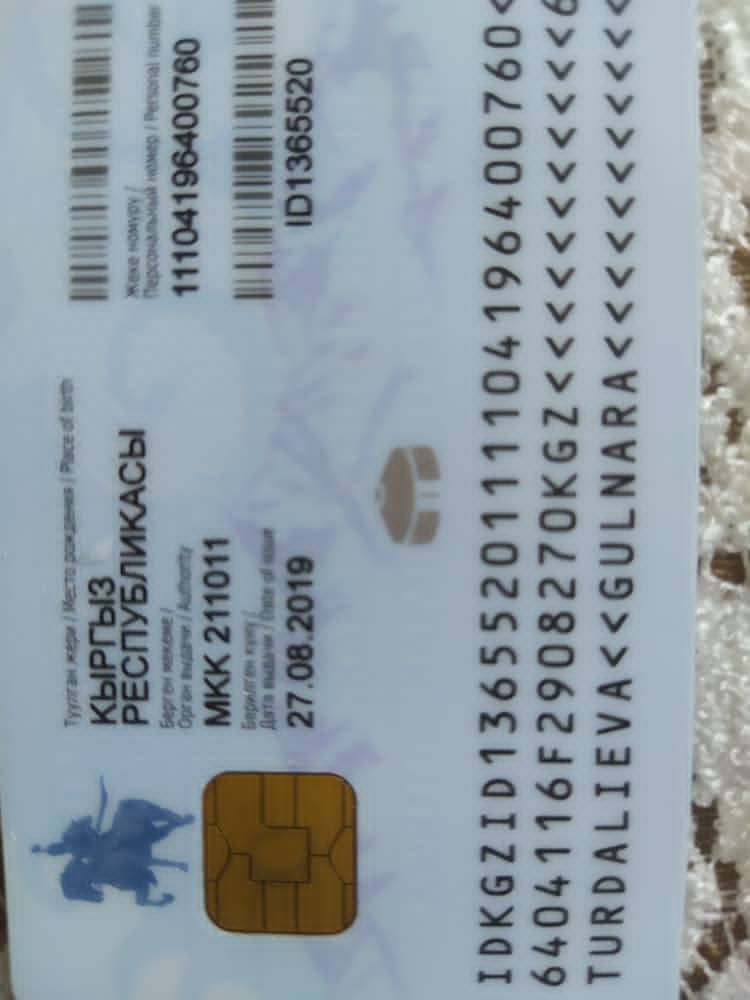 Туулган жери / Место рождения / Place of birth
КЫРГЫЗ
РЕСПУБЛИКАСЫ
Берген мекеме /
Орган выдачи / Authority
МКК 211011
Берилген күнү /
Дата выдачи / Date of issue
27.08.2019
Жеке номуру /
Персональный номер / Personal number
11104196400760
ID1365520
IDKGZID1365520111104196400760<
6404116F2908270KGZ<<<<<<<<<<<6
TURDALIEVA<<GULNARA<<<<<<<<<<<